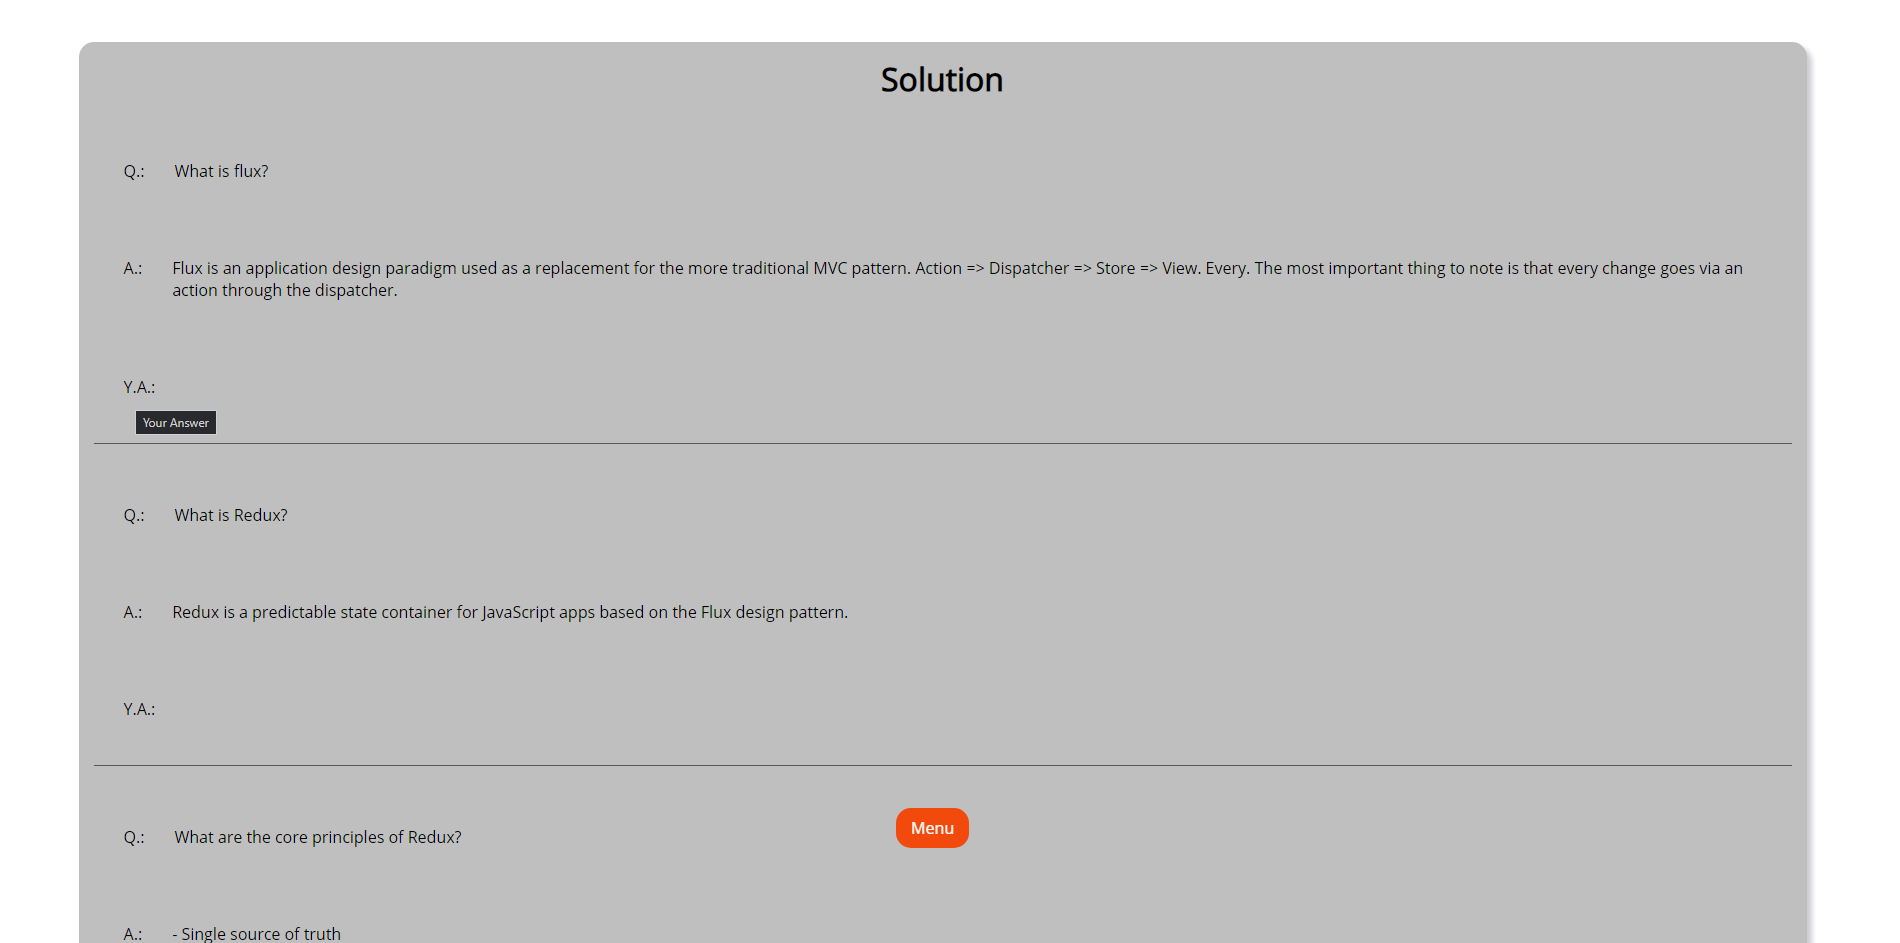 Solution
Q.: What is flux?
A.: Flux is an application design paradigm used as a replacement for the more traditional MVC pattern. Action => Dispatcher => Store => View. Every. The most important thing to note is that every change goes via an
action through the dispatcher.
Y.A.:
Your Answer
Q.: What is Redux?
A.: Redux is a predictable state container for JavaScript apps based on the Flux design pattern.
Y.A.:
Menu
Q.: What are the core principles of Redux?
A.: - Single source of truth